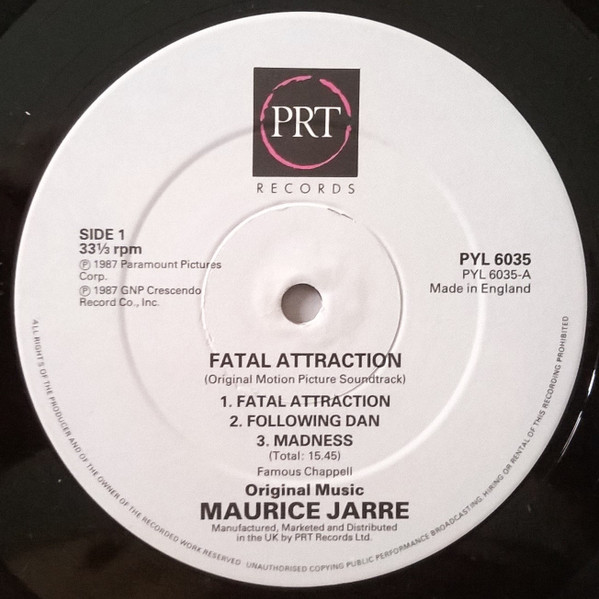 PRT
RECORDS
SIDE 1
33⅓ rpm
℗ 1987 Paramount Pictures
Corp.
℗ 1987 GNP Crescendo
Record Co., Inc.
PYL 6035
PYL 6035-A
Made in England
FATAL ATTRACTION
(Original Motion Picture Soundtrack)
1. FATAL ATTRACTION
2. FOLLOWING DAN
3. MADNESS
(Total: 15.45)
Famous Chappell
Original Music
MAURICE JARRE
Manufactured, Marketed and Distributed
in the UK by PRT Records Ltd.
ALL RIGHTS OF THE PRODUCER AND OF THE OWNER OF THE RECORDED WORK RESERVED UNAUTHORISED COPYING PUBLIC PERFORMANCE BROADCASTING, HIRING OR RENTAL OF THIS RECORDING PROHIBITED